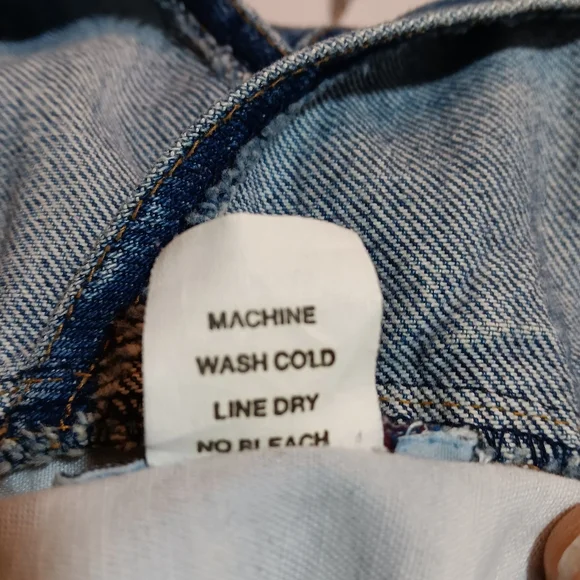 MACHINE
WASH COLD
LINE DRY
NO BLEACH